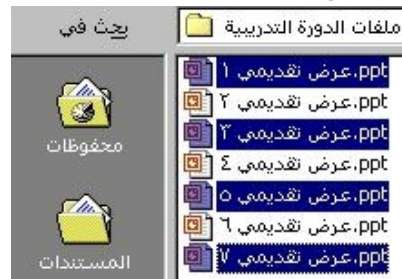 يحث في
ملفات الدورة التدريبية
عرض تقديمي ١.ppt
عرض تقديمي ٢.ppt
عرض تقديمي ٣.ppt
عرض تقديمي ٤.ppt
عرض تقديمي ٥.ppt
عرض تقديمي ٦.ppt
عرض تقديمي ٧.ppt
محفوظات
المستندات